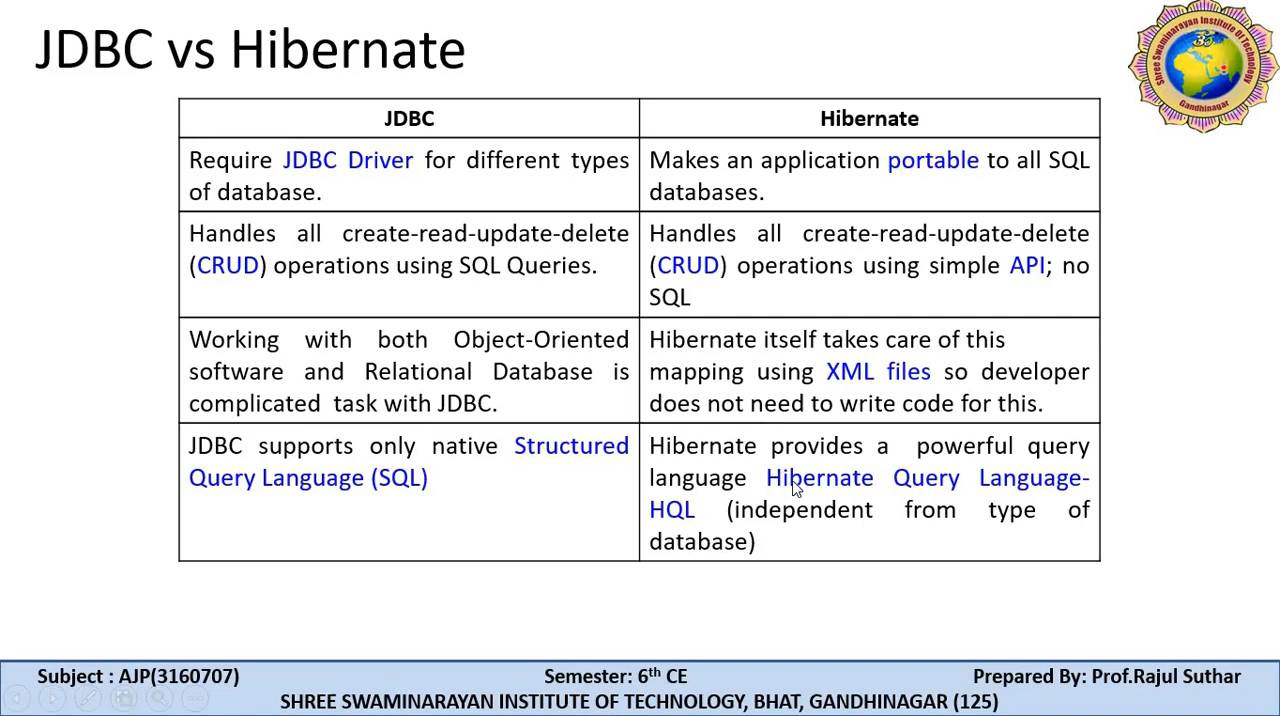 JDBC vs Hibernate
Shree Swaminarayan Institute Of Technology
Gandhinagar
JDBC
Hibernate
Require JDBC Driver for different types
of database.
Makes an application portable to all SQL
databases.
Handles all create-read-update-delete
(CRUD) operations using SQL Queries.
Handles all create-read-update-delete
(CRUD) operations using simple API; no
SQL
Working with both Object-Oriented
software and Relational Database is
complicated task with JDBC.
Hibernate itself takes care of this
mapping using XML files so developer
does not need to write code for this.
JDBC supports only native Structured
Query Language (SQL)
Hibernate provides a powerful query
language Hibernate Query Language-
HQL (independent from type of
database)
Subject : AJP(3160707)
Semester: 6th CE
Prepared By: Prof.Rajul Suthar
SHREE SWAMINARAYAN INSTITUTE OF TECHNOLOGY, BHAT, GANDHINAGAR (125)